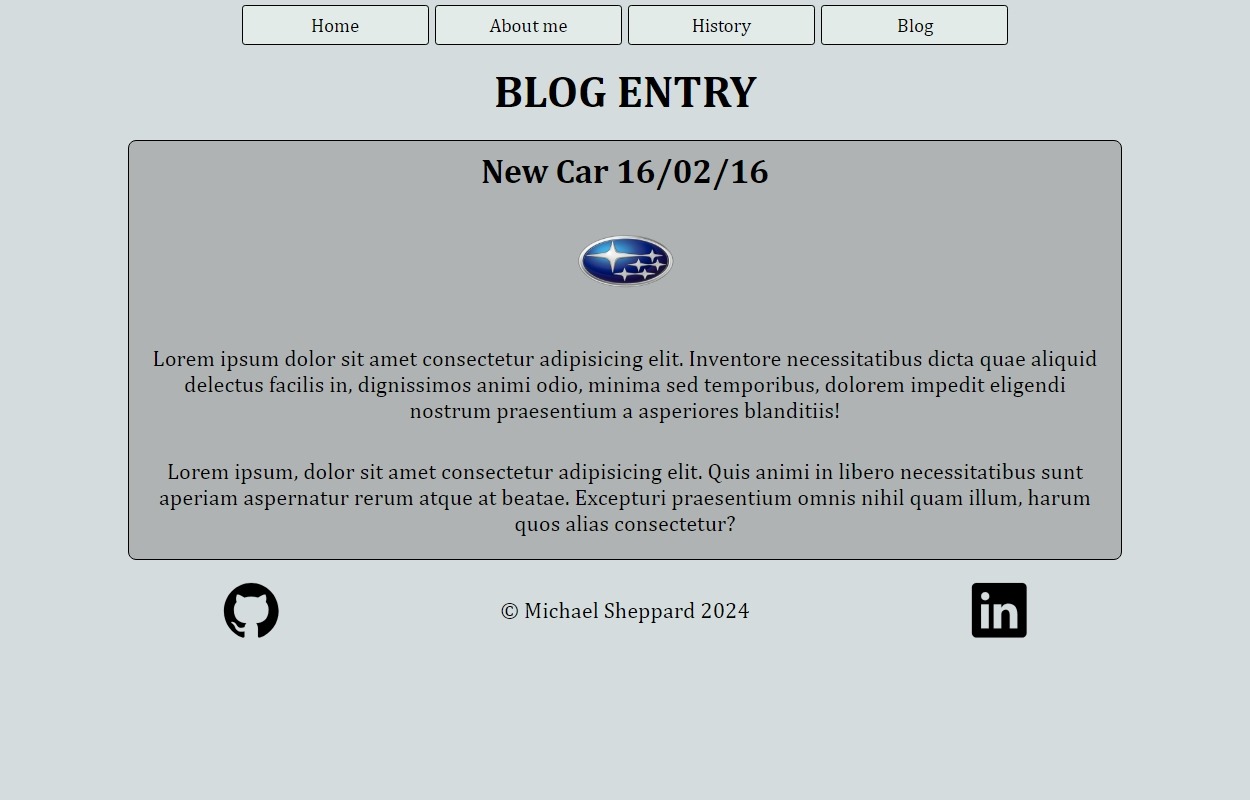 Home
About me
History
Blog
BLOG ENTRY
New Car 16/02/16
Lorem ipsum dolor sit amet consectetur adipisicing elit. Inventore necessitatibus dicta quae aliquid
delectus facilis in, dignissimos animi odio, minima sed temporibus, dolorem impedit eligendi
nostrum praesentium a asperiores blanditiis!
Lorem ipsum, dolor sit amet consectetur adipisicing elit. Quis animi in libero necessitatibus sunt
aperiam aspernatur rerum atque at beatae. Excepturi praesentium omnis nihil quam illum, harum
quos alias consectetur?
© Michael Sheppard 2024
in